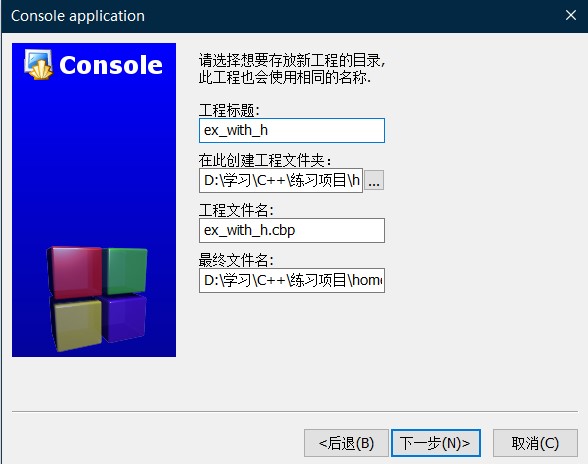 Console application
Console
请选择想要存放新工程的目录，
此工程也会使用相同的名称.
工程标题:
ex_with_h
在此创建工程文件夹：
D:\学习\C++\练习项目\h
...
工程文件名:
ex_with_h.cbp
最终文件名:
D:\学习\C++\练习项目\home
<后退(B)
下一步(N)>
取消(C)